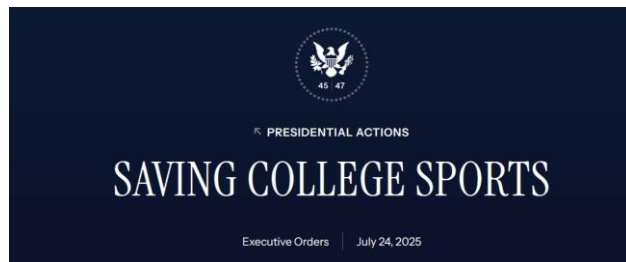 45 47
PRESIDENTIAL ACTIONS
SAVING COLLEGE SPORTS
Executive Orders | July 24, 2025